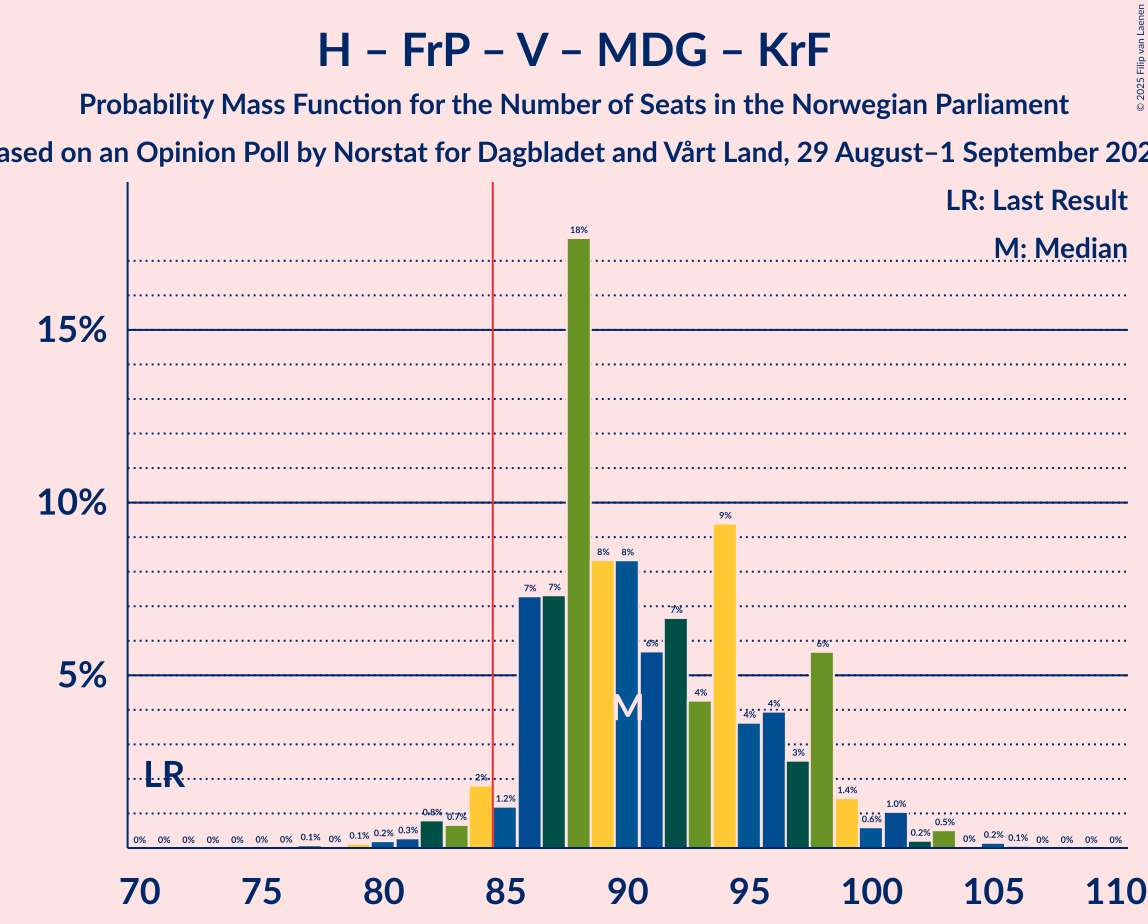 H – FrP – V – MDG – KrF
Probability Mass Function for the Number of Seats in the Norwegian Parliament
ased on an Opinion Poll by Norstat for Dagbladet and Vårt Land, 29 August–1 September 202
© 2025 Filip van Laenen
LR: Last Result
M: Median
15%
10%
5%
0% 0% 0% 0% 0% 0% 0% 0.1% 0% 0.1% 0.2% 0.3% 0.8% 0.7% 2% 1.2% 7% 7% 18% 8% 8% 6% 7% 4% 9% 4% 4% 3% 6% 1.4% 0.6% 1.0% 0.2% 0.5% 0% 0.2% 0.1% 0% 0% 0% 0%
M
LR
70 75 80 85 90 95 100 105 110